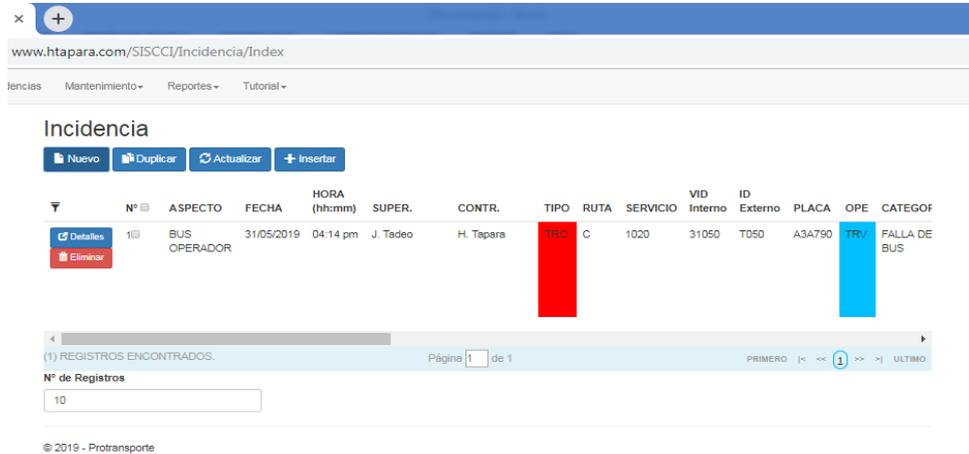 www.htapara.com/SISCCI/Incidencia/Index
dencias Mantenimiento Reportes Tutorial
Incidencia
Nuevo Duplicar Actualizar Insertar
N° ASPECTO FECHA HORA (hh:mm) SUPER. CONTR. TIPO RUTA SERVICIO VID Interno ID Externo PLACA OPE CATEGOR
Detalles 1 BUS OPERADOR 31/05/2019 04:14 pm J. Tadeo H. Tapara TRO C 1020 31050 T050 A3A790 TRV FALLA DE BUS
Eliminar
(1) REGISTROS ENCONTRADOS. Página 1 de 1 PRIMERO |< << 1 >> >| ULTIMO
N° de Registros
10
© 2019 - Protransporte